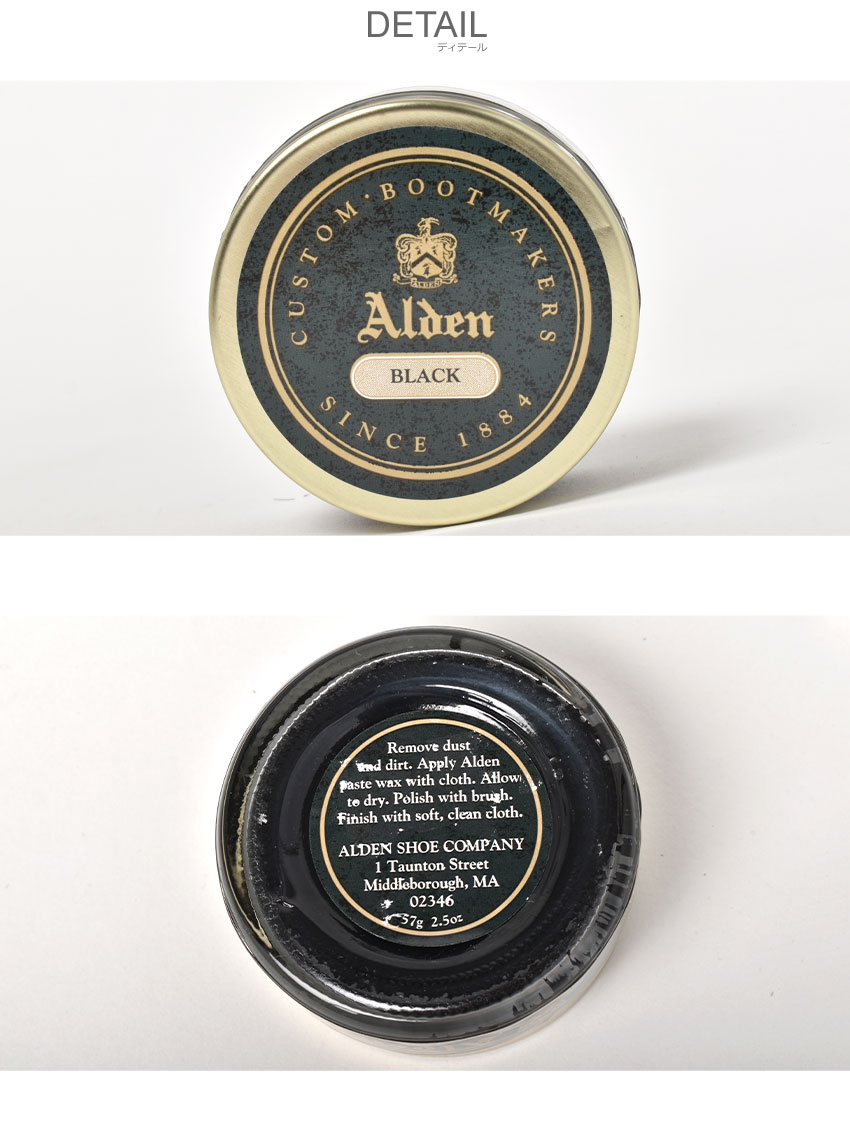 DETAIL
ディテール
CUSTOM · BOOTMAKERS
ALDEN
Alden
BLACK
SINCE 1884
Remove dust
and dirt. Apply Alden
paste wax with cloth. Allow
to dry. Polish with brush.
Finish with soft, clean cloth.
ALDEN SHOE COMPANY
1 Taunton Street
Middleborough, MA
02346
57g 2.5oz